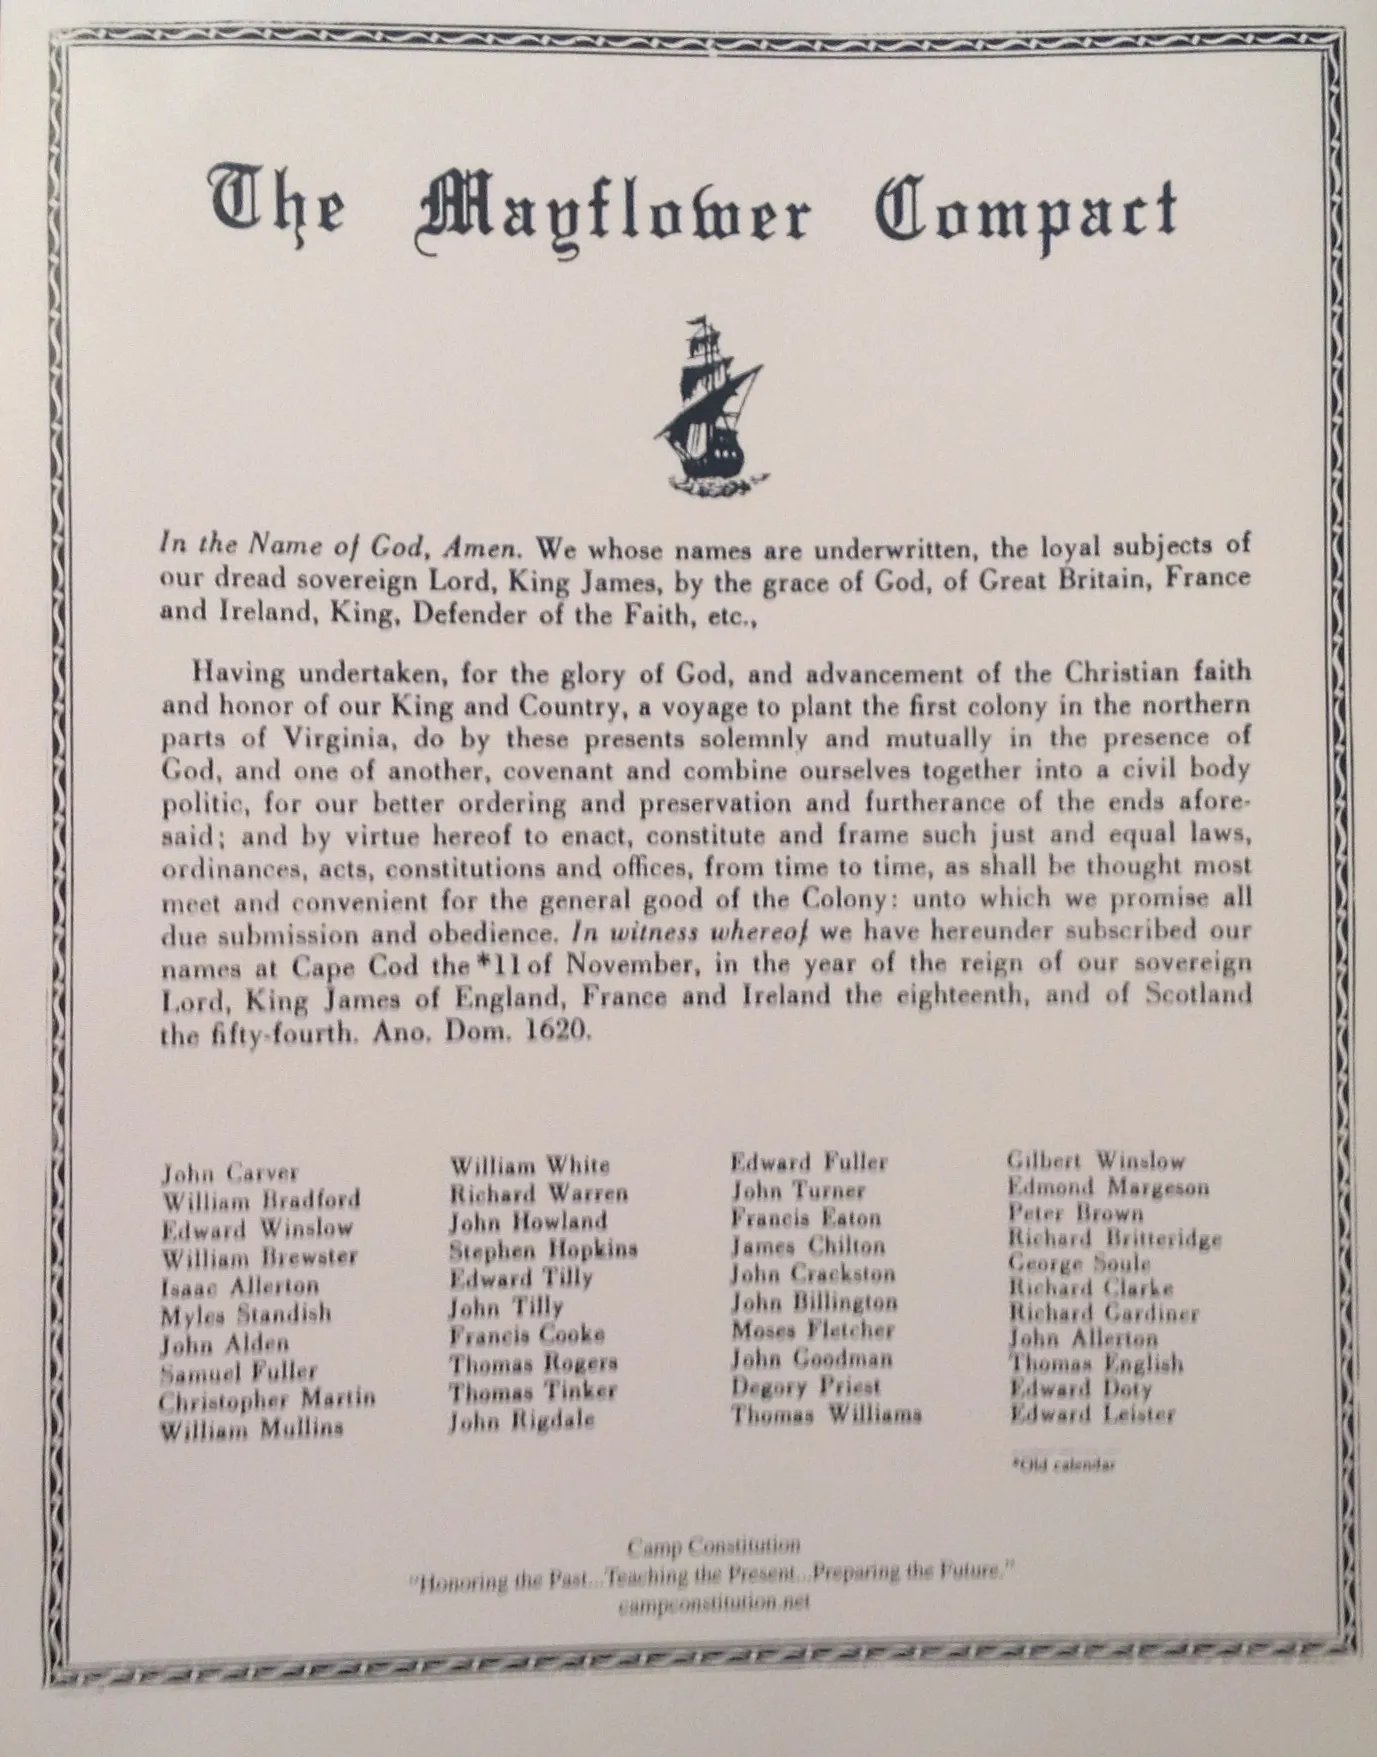 The Mayflower Compact
In the Name of God, Amen. We whose names are underwritten, the loyal subjects of
our dread sovereign Lord, King James, by the grace of God, of Great Britain, France
and Ireland, King, Defender of the Faith, etc.,
Having undertaken, for the glory of God, and advancement of the Christian faith
and honor of our King and Country, a voyage to plant the first colony in the northern
parts of Virginia, do by these presents solemnly and mutually in the presence of
God, and one of another, covenant and combine ourselves together into a civil body
politic, for our better ordering and preservation and furtherance of the ends afore-
said; and by virtue hereof to enact, constitute and frame such just and equal laws,
ordinances, acts, constitutions and offices, from time to time, as shall be thought most
meet and convenient for the general good of the Colony: unto which we promise all
due submission and obedience. In witness whereof we have hereunder subscribed our
names at Cape Cod the *11 of November, in the year of the reign of our sovereign
Lord, King James of England, France and Ireland the eighteenth, and of Scotland
the fifty-fourth. Ano. Dom. 1620.
John Carver
William Bradford
Edward Winslow
William Brewster
Isaac Allerton
Myles Standish
John Alden
Samuel Fuller
Christopher Martin
William Mullins
William White
Richard Warren
John Howland
Stephen Hopkins
Edward Tilly
John Tilly
Francis Cooke
Thomas Rogers
Thomas Tinker
John Rigdale
Edward Fuller
John Turner
Francis Eaton
James Chilton
John Crackston
John Billington
Moses Fletcher
John Goodman
Degory Priest
Thomas Williams
Gilbert Winslow
Edmond Margeson
Peter Brown
Richard Britteridge
George Soule
Richard Clarke
Richard Gardiner
John Allerton
Thomas English
Edward Doty
Edward Leister
*Old calendar
Camp Constitution
"Honoring the Past...Teaching the Present...Preparing the Future."
campconstitution.net